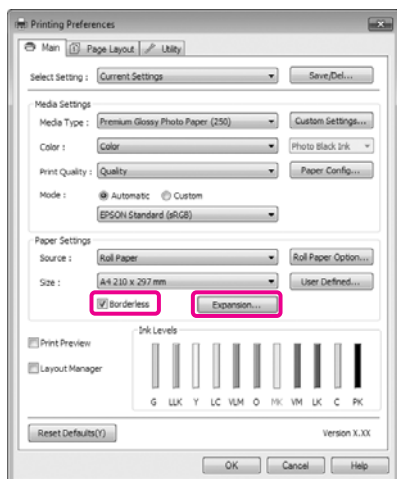 Printing Preferences
Main Page Layout Utility
Select Setting : Current Settings Save/Del...
Media Settings
Media Type : Premium Glossy Photo Paper (250) Custom Settings...
Color : Color Photo Black Ink
Print Quality : Quality Paper Config...
Mode : Automatic Custom
EPSON Standard (sRGB)
Paper Settings
Source : Roll Paper Roll Paper Option...
Size : A4 210 x 297 mm User Defined...
Borderless Expansion...
Ink Levels
Print Preview
Layout Manager
G LLK Y LC VLM O MK VM LK C PK
Reset Defaults(Y) Version X.XX
OK Cancel Help